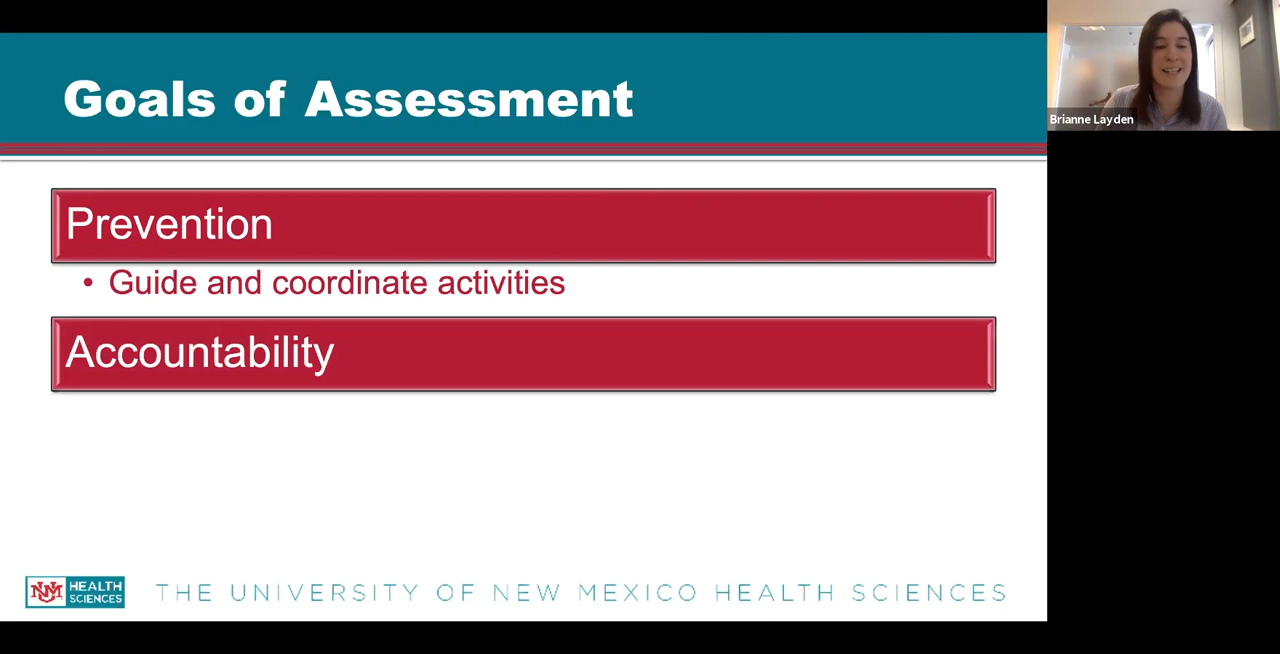 Goals of Assessment
Brianne Layden
Prevention
• Guide and coordinate activities
Accountability
UNM HEALTH
SCIENCES
THE UNIVERSITY OF NEW MEXICO HEALTH SCIENCES